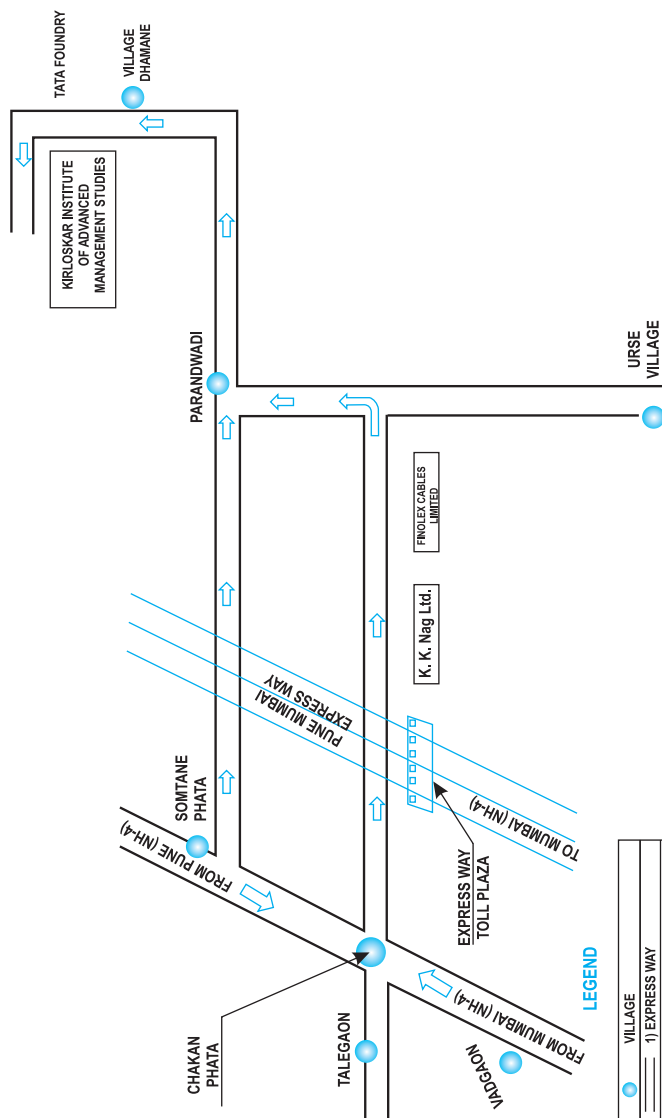 TATA FOUNDRY
VILLAGE
DHAMANE
KIRLOSKAR INSTITUTE
OF ADVANCED
MANAGEMENT STUDIES
PARANDWADI
URSE
VILLAGE
FINOLEX CABLES
LIMITED
K. K. Nag Ltd.
PUNE MUMBAI
EXPRESS WAY
SOMTANE
PHATA
FROM PUNE (NH-4)
TO MUMBAI (NH-4)
EXPRESS WAY
TOLL PLAZA
CHAKAN
PHATA
TALEGAON
VADGAON
FROM MUMBAI (NH-4)
LEGEND
VILLAGE
1) EXPRESS WAY